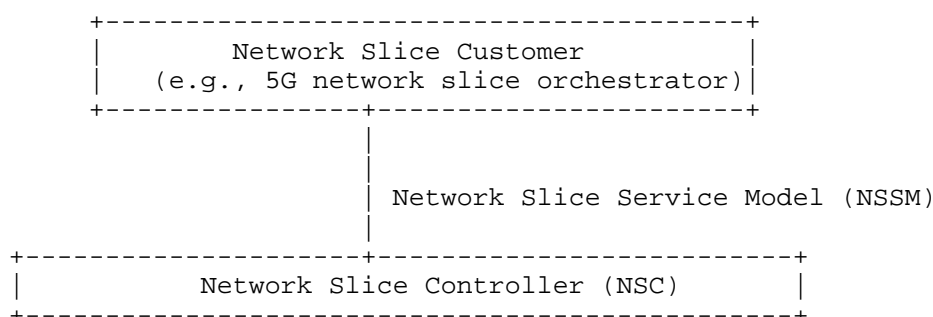 Network Slice Customer
(e.g., 5G network slice orchestrator)
Network Slice Service Model (NSSM)
Network Slice Controller (NSC)